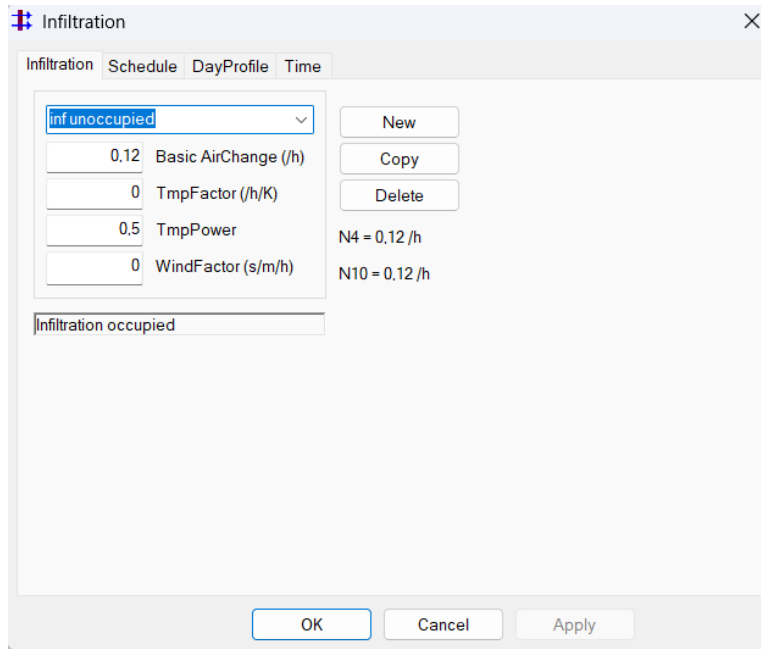 Infiltration
Infiltration Schedule DayProfile Time
inf unoccupied
New
0,12 Basic AirChange (/h)
Copy
0 TmpFactor (/h/K)
Delete
0,5 TmpPower
N4 = 0,12 /h
0 WindFactor (s/m/h)
N10 = 0,12 /h
Infiltration occupied
OK Cancel Apply